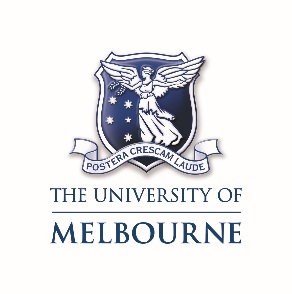 POSTERA CRESCAM LAUDE
THE UNIVERSITY OF
MELBOURNE